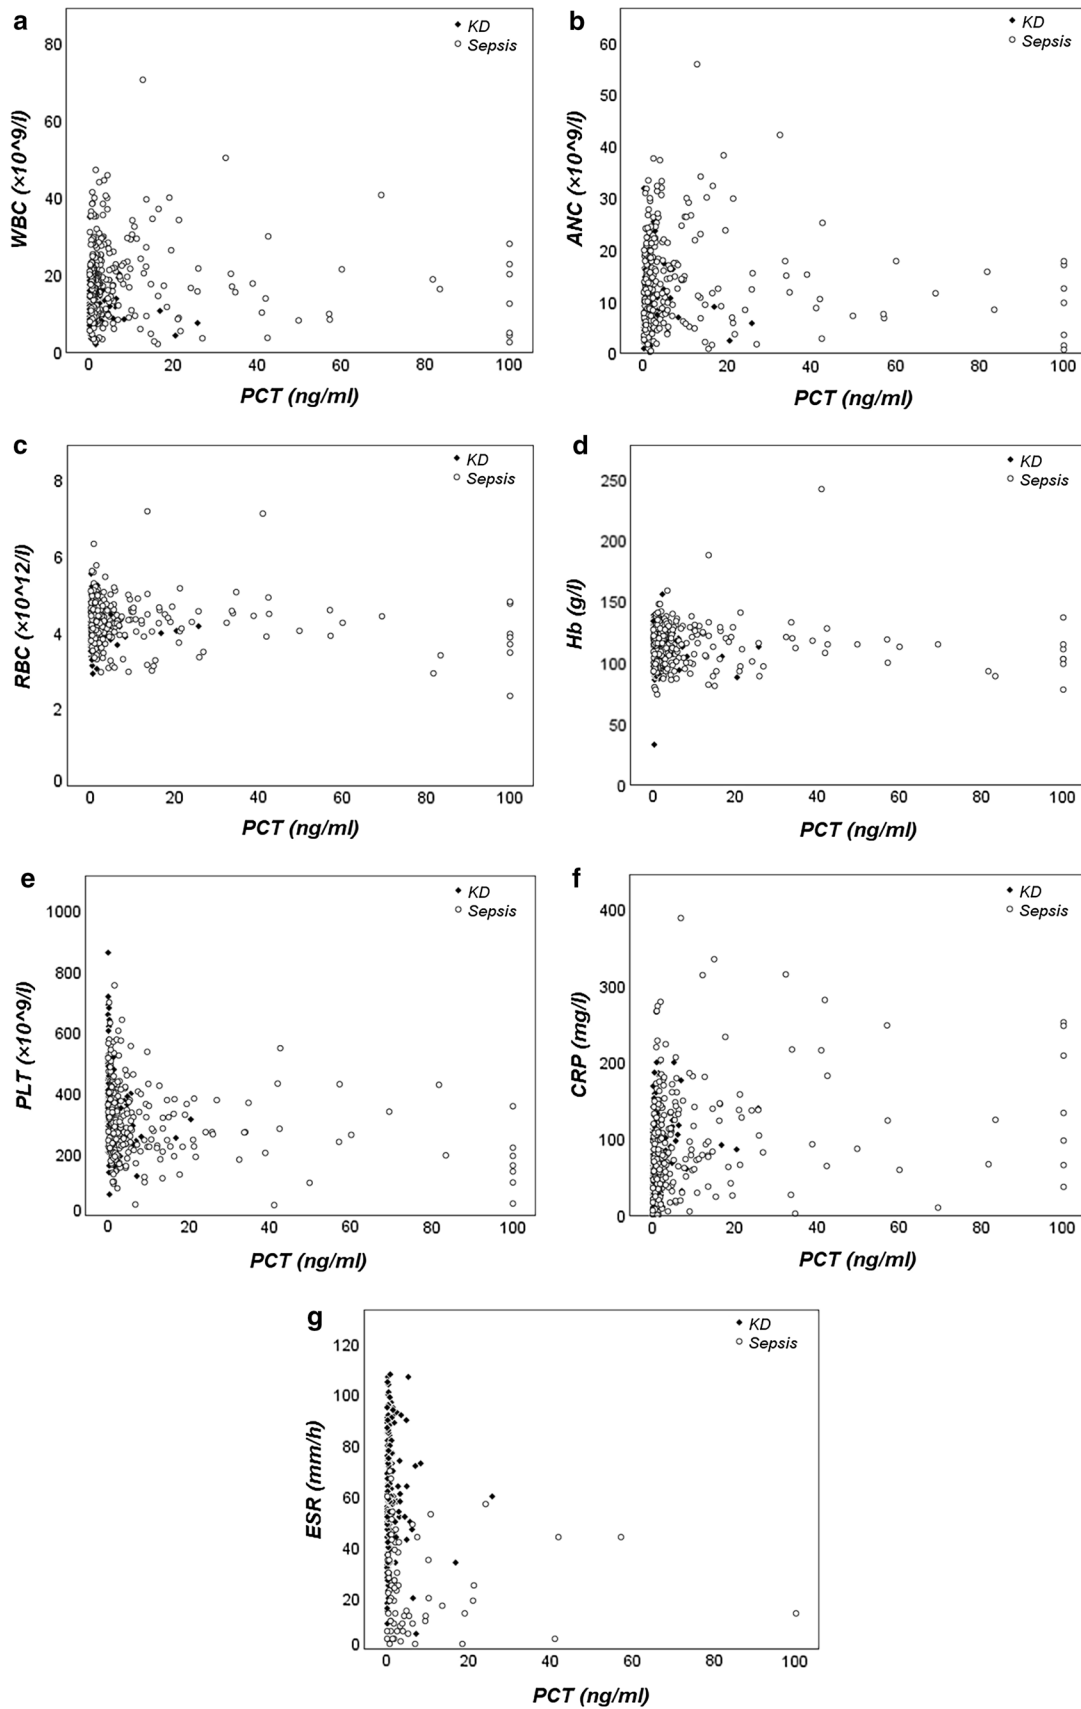 a
KD
Sepsis
WBC (×10^9/l)
80
60
40
20
0
0 20 40 60 80 100
PCT (ng/ml)
b
KD
Sepsis
ANC (×10^9/l)
60
50
40
30
20
10
0
0 20 40 60 80 100
PCT (ng/ml)
c
KD
Sepsis
RBC (×10^12/l)
8
6
4
2
0
0 20 40 60 80 100
PCT (ng/ml)
d
KD
Sepsis
Hb (g/l)
250
200
150
100
50
0
0 20 40 60 80 100
PCT (ng/ml)
e
KD
Sepsis
PLT (×10^9/l)
1000
800
600
400
200
0
0 20 40 60 80 100
PCT (ng/ml)
f
KD
Sepsis
CRP (mg/l)
400
300
200
100
0
0 20 40 60 80 100
PCT (ng/ml)
g
KD
Sepsis
ESR (mm/h)
120
100
80
60
40
20
0
0 20 40 60 80 100
PCT (ng/ml)